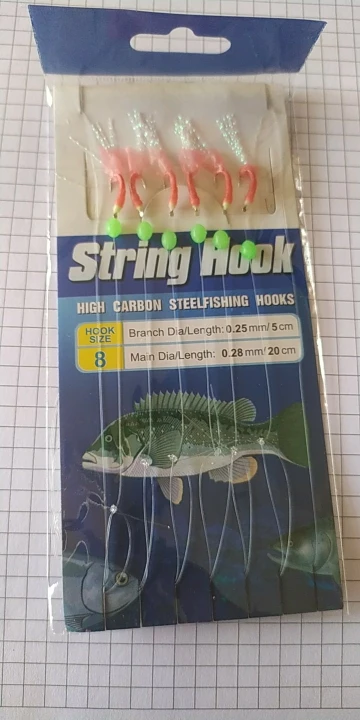 String Hook
HIGH CARBON STEELFISHING HOOKS
HOOK SIZE
8
Branch Dia/Length: 0.25 mm/ 5 cm
Main Dia/Length: 0.28 mm/ 20 cm